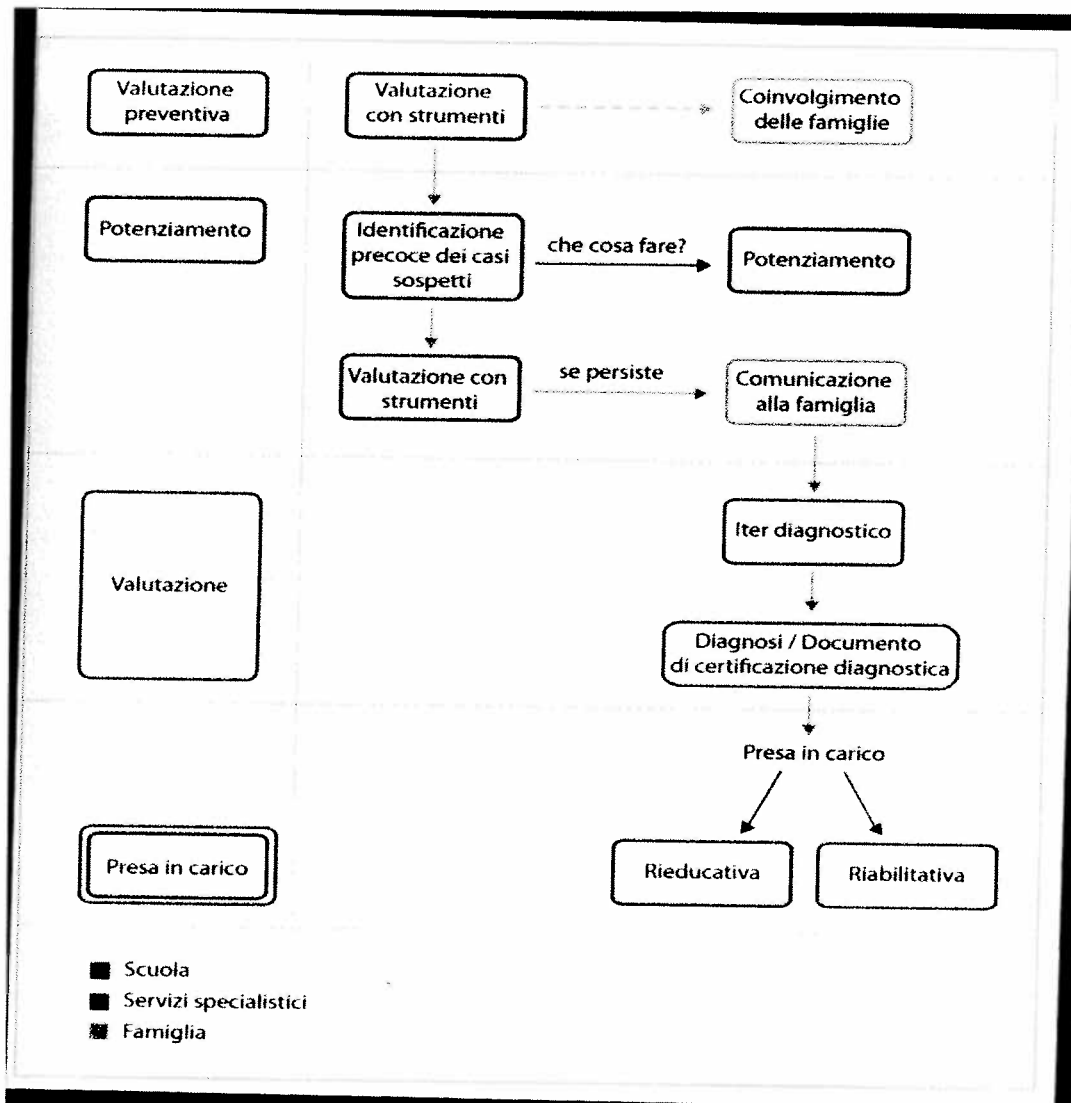 Valutazione
preventiva
Valutazione
con strumenti
Coinvolgimento
delle famiglie
Potenziamento
Identificazione
precoce dei casi
sospetti
che cosa fare?
Potenziamento
Valutazione con
strumenti
se persiste
Comunicazione
alla famiglia
Valutazione
Iter diagnostico
Diagnosi / Documento
di certificazione diagnostica
Presa in carico
Presa in carico
Rieducativa
Riabilitativa
Scuola
Servizi specialistici
Famiglia